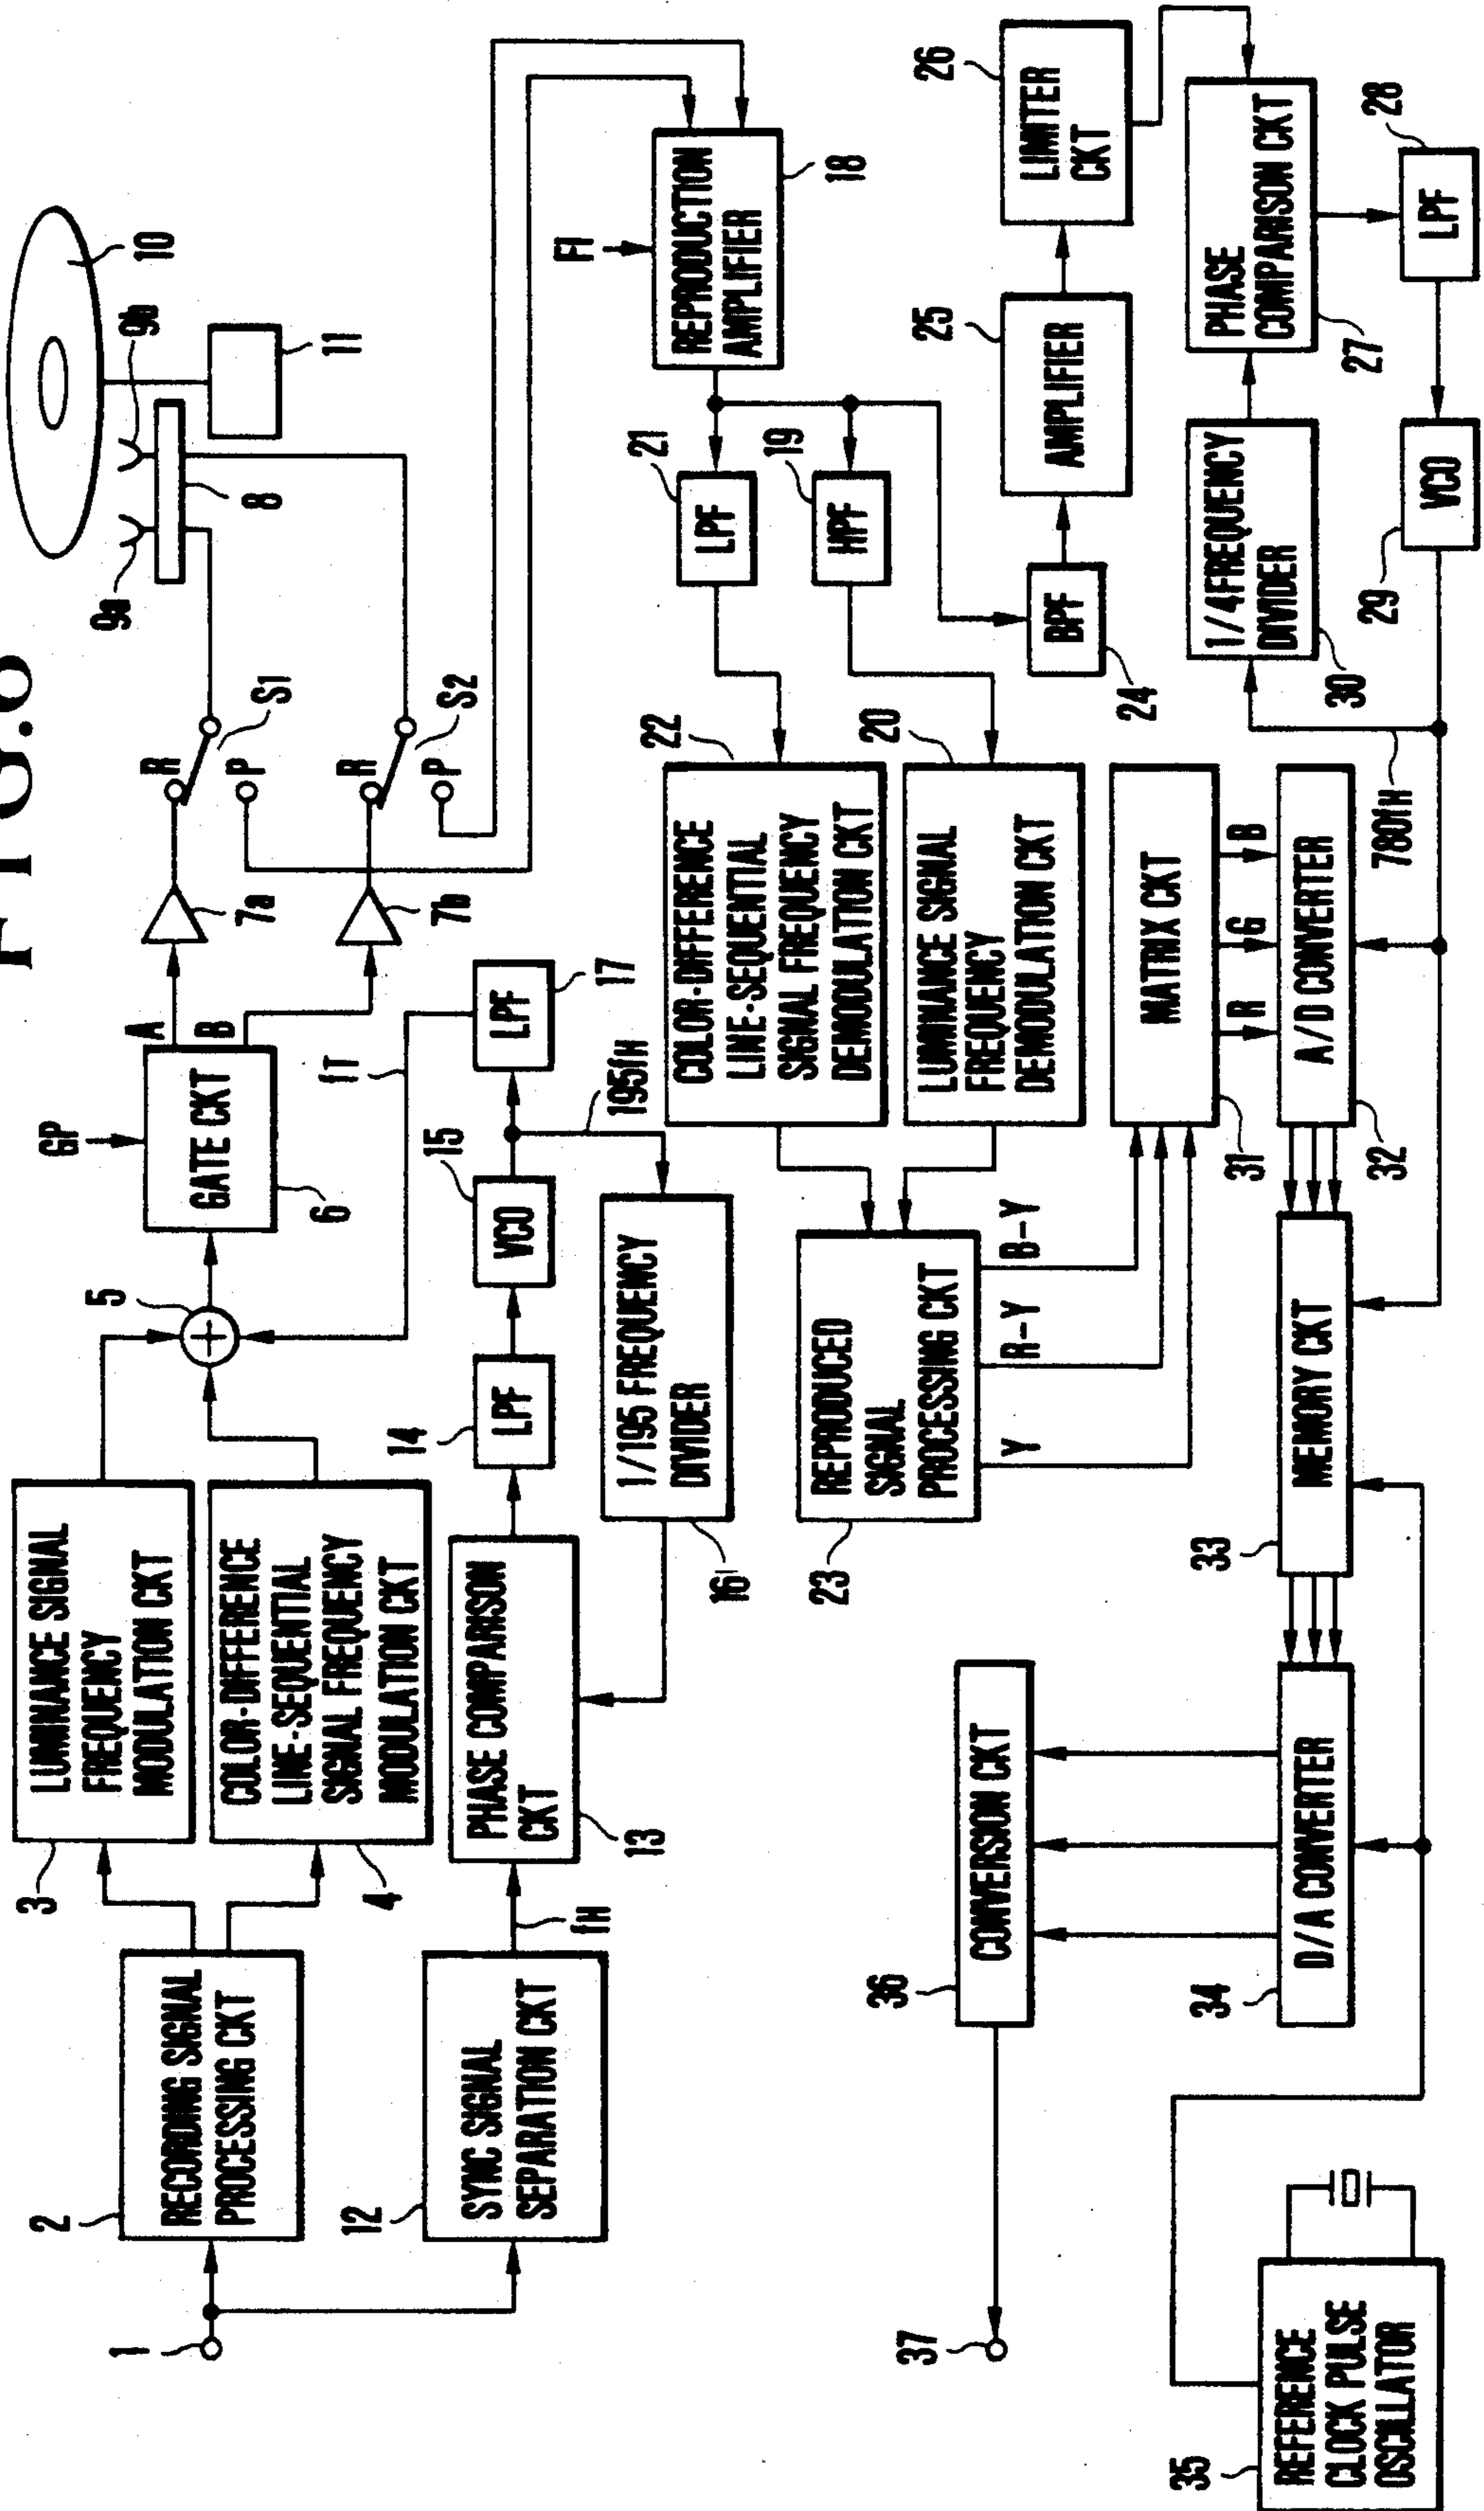 1
2
RECORDING SIGNAL
PROCESSING CKT
3
LUMINANCE SIGNAL
FREQUENCY
MODULATION CKT
4
COLOR-DIFFERENCE
LINE-SEQUENTIAL
SIGNAL FREQUENCY
MODULATION CKT
5
GP
GATE CKT
6
A
B
7a
7b
R
P
S1
R
P
S2
9a
9b
8
10
11
12
SYNC SIGNAL
SEPARATION CKT
fH
PHASE COMPARISON
CKT
13
14
LPF
15
VCO
fT
LPF
17
195fH
1/195 FREQUENCY
DIVIDER
16
REPRODUCTION
AMPLIFIER
18
21
LPF
19
HPF
22
COLOR-DIFFERENCE
LINE-SEQUENTIAL
SIGNAL FREQUENCY
DEMODULATION CKT
20
LUMINANCE SIGNAL
FREQUENCY
DEMODULATION CKT
23
REPRODUCED
SIGNAL
PROCESSING CKT
Y
R-Y
B-Y
BPF
24
25
AMPLIFIER
26
LIMITER
CKT
PHASE
COMPARISON CKT
27
28
LPF
29
VCO
1/4 FREQUENCY
DIVIDER
30
780fH
MATRIX CKT
31
R
G
B
A/D CONVERTER
32
33
MEMORY CKT
34
D/A CONVERTER
36
CONVERSION CKT
37
35
REFERENCE
CLOCK PULSE
OSCILLATOR